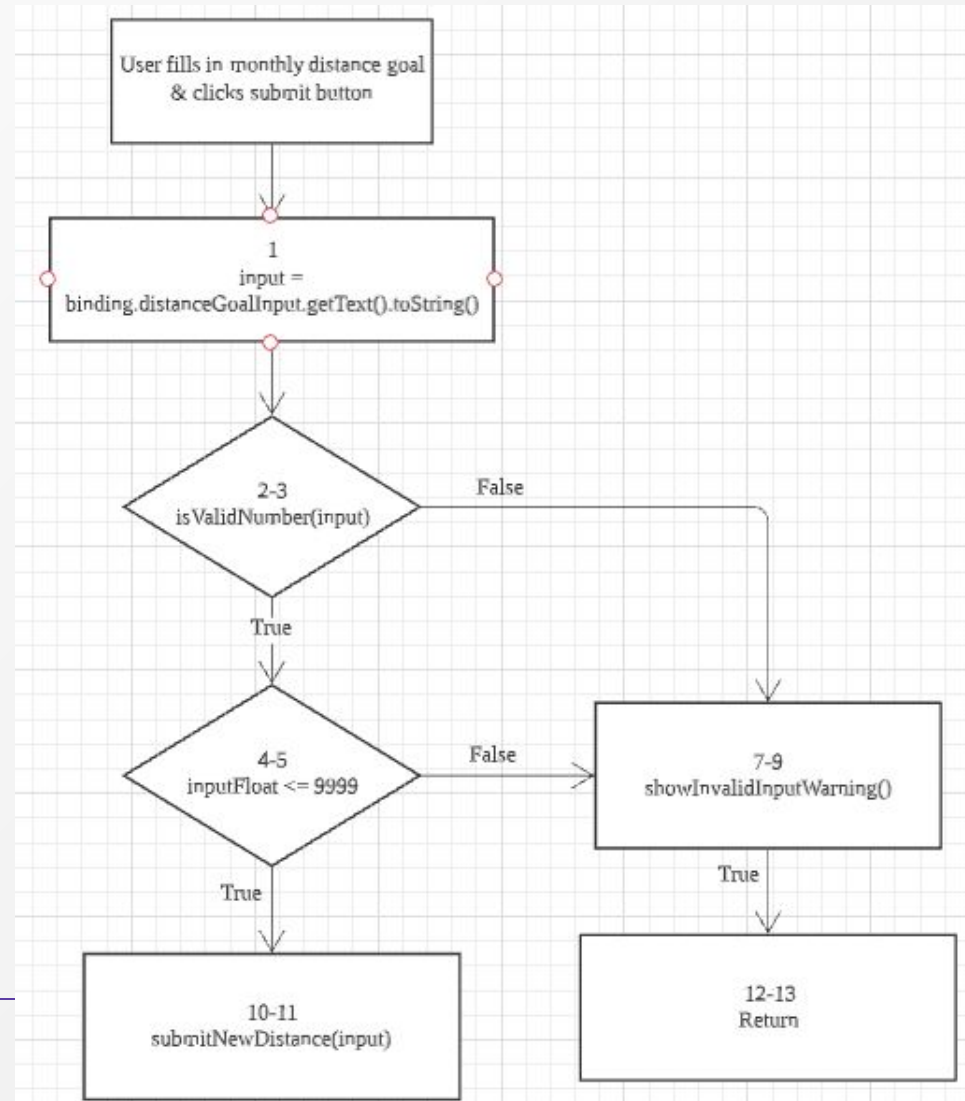 User fills in monthly distance goal
& clicks submit button
1
input =
binding.distanceGoalInput.getText().toString()
2-3
isValidNumber(input)
False
True
4-5
inputFloat <= 9999
False
7-9
showInvalidInputWarning()
True
True
10-11
submitNewDistance(input)
12-13
Return